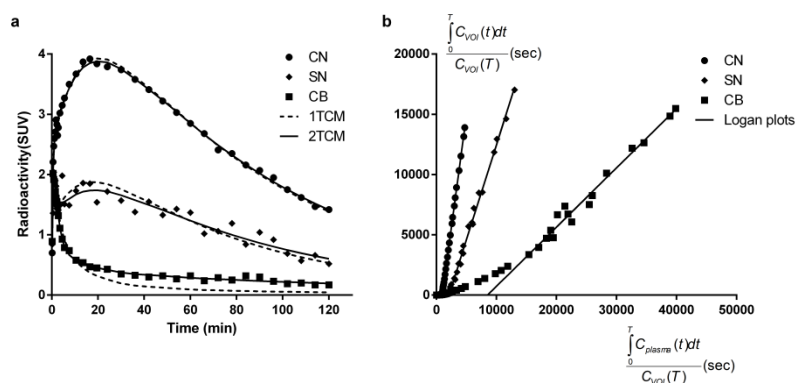 a
Radioactivity(SUV)
4
3
2
1
0
0 20 40 60 80 100 120
Time (min)
CN
SN
CB
1TCM
2TCM
b
∫₀ᵀ C_VOI(t)dt / C_VOI(T) (sec)
20000
15000
10000
5000
0
0 10000 20000 30000 40000 50000
∫₀ᵀ C_plasma(t)dt / C_VOI(T) (sec)
CN
SN
CB
Logan plots